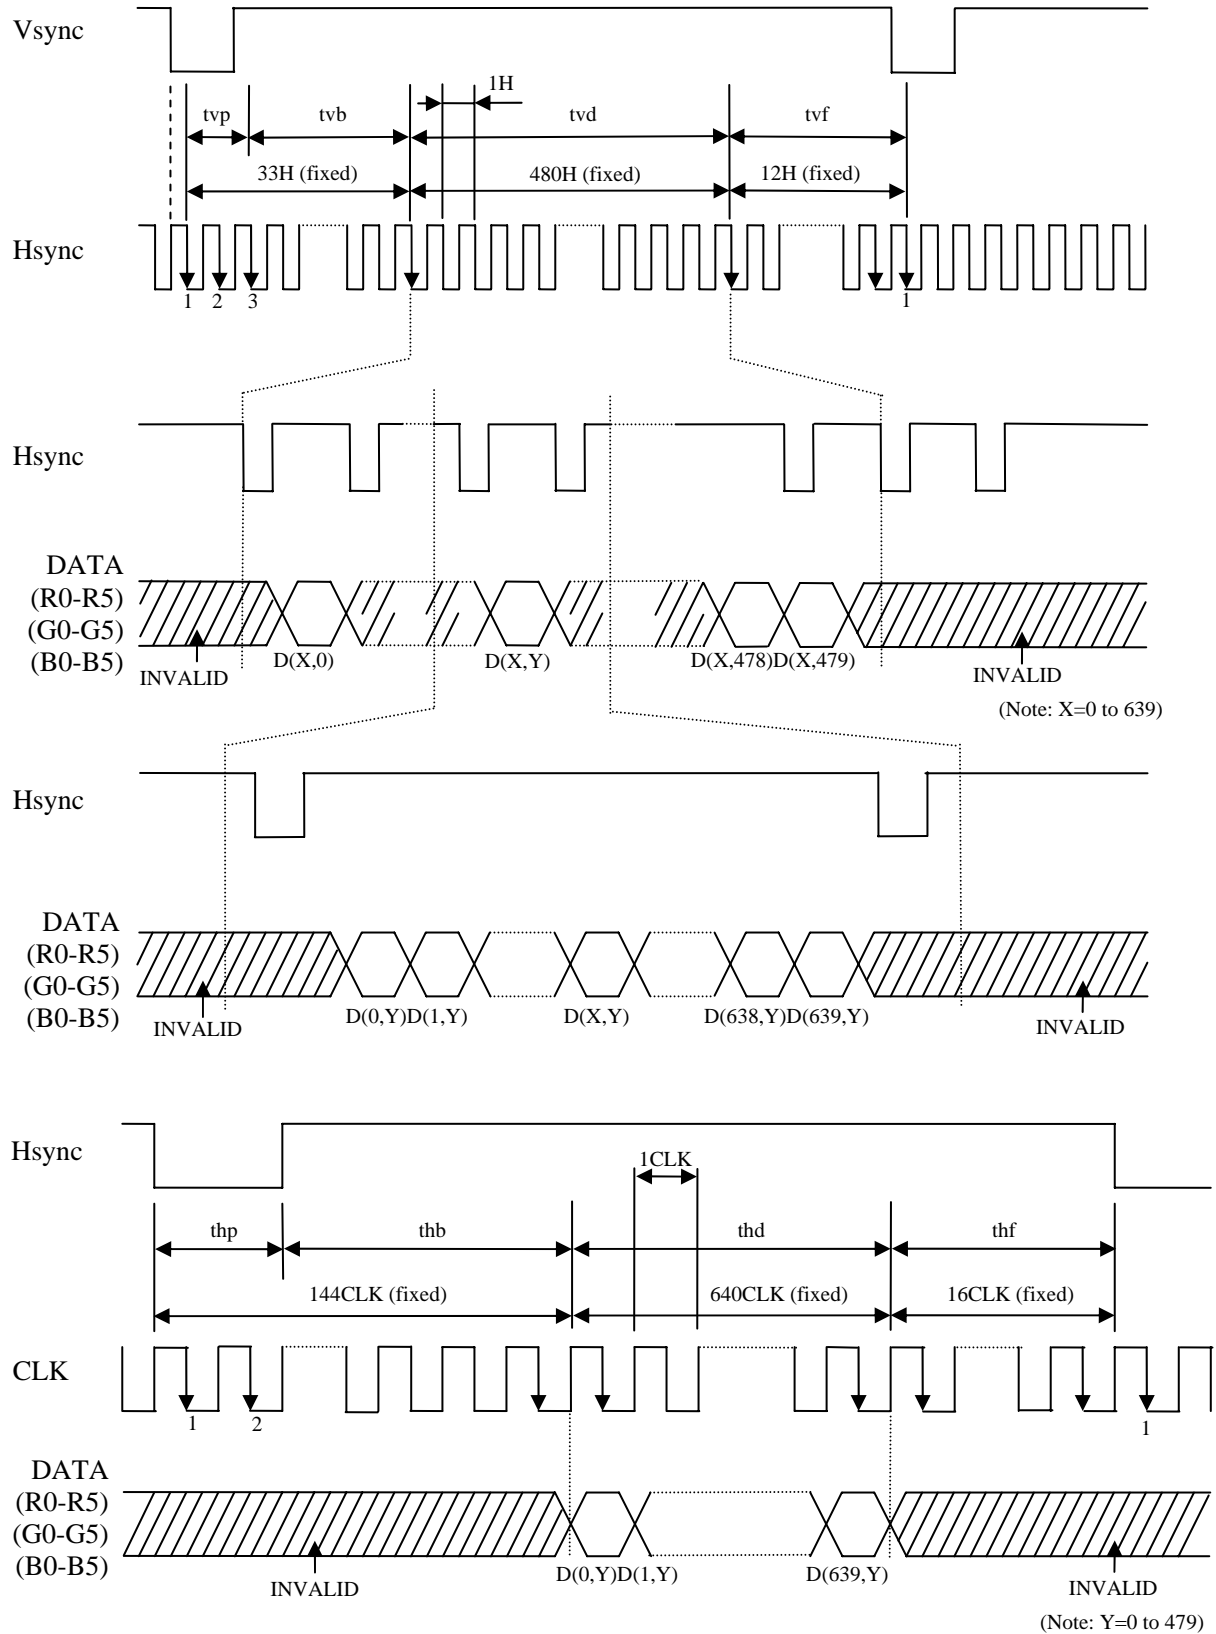 Vsync
1H
tvp tvb tvd tvf
33H (fixed) 480H (fixed) 12H (fixed)
Hsync
1 2 3 1
Hsync
DATA
(R0-R5)
(G0-G5)
(B0-B5)
D(X,0) D(X,Y) D(X,478)D(X,479)
INVALID INVALID
(Note: X=0 to 639)
Hsync
DATA
(R0-R5)
(G0-G5)
(B0-B5)
D(0,Y)D(1,Y) D(X,Y) D(638,Y)D(639,Y)
INVALID INVALID
Hsync
1CLK
thp thb thd thf
144CLK (fixed) 640CLK (fixed) 16CLK (fixed)
CLK
1 2 1
DATA
(R0-R5)
(G0-G5)
(B0-B5)
D(0,Y)D(1,Y) D(639,Y)
INVALID INVALID
(Note: Y=0 to 479)